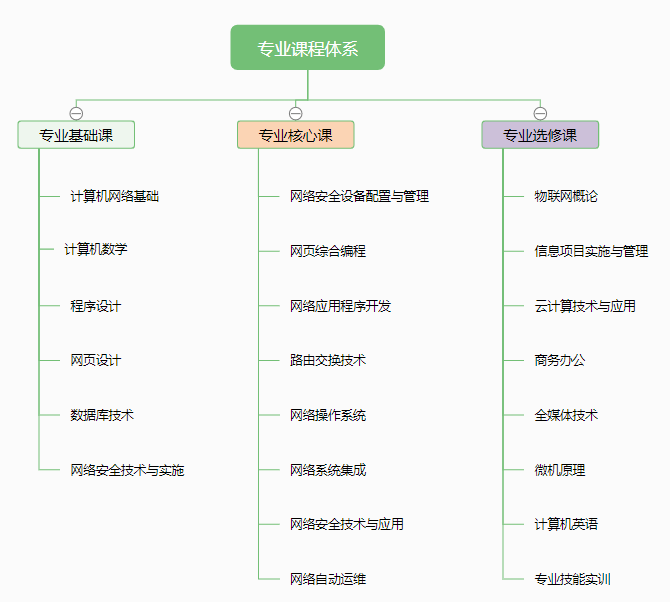 专业课程体系
专业基础课
计算机网络基础
计算机数学
程序设计
网页设计
数据库技术
网络安全技术与实施
专业核心课
网络安全设备配置与管理
网页综合编程
网络应用程序开发
路由交换技术
网络操作系统
网络系统集成
网络安全技术与应用
网络自动运维
专业选修课
物联网概论
信息项目实施与管理
云计算技术与应用
商务办公
全媒体技术
微机原理
计算机英语
专业技能实训